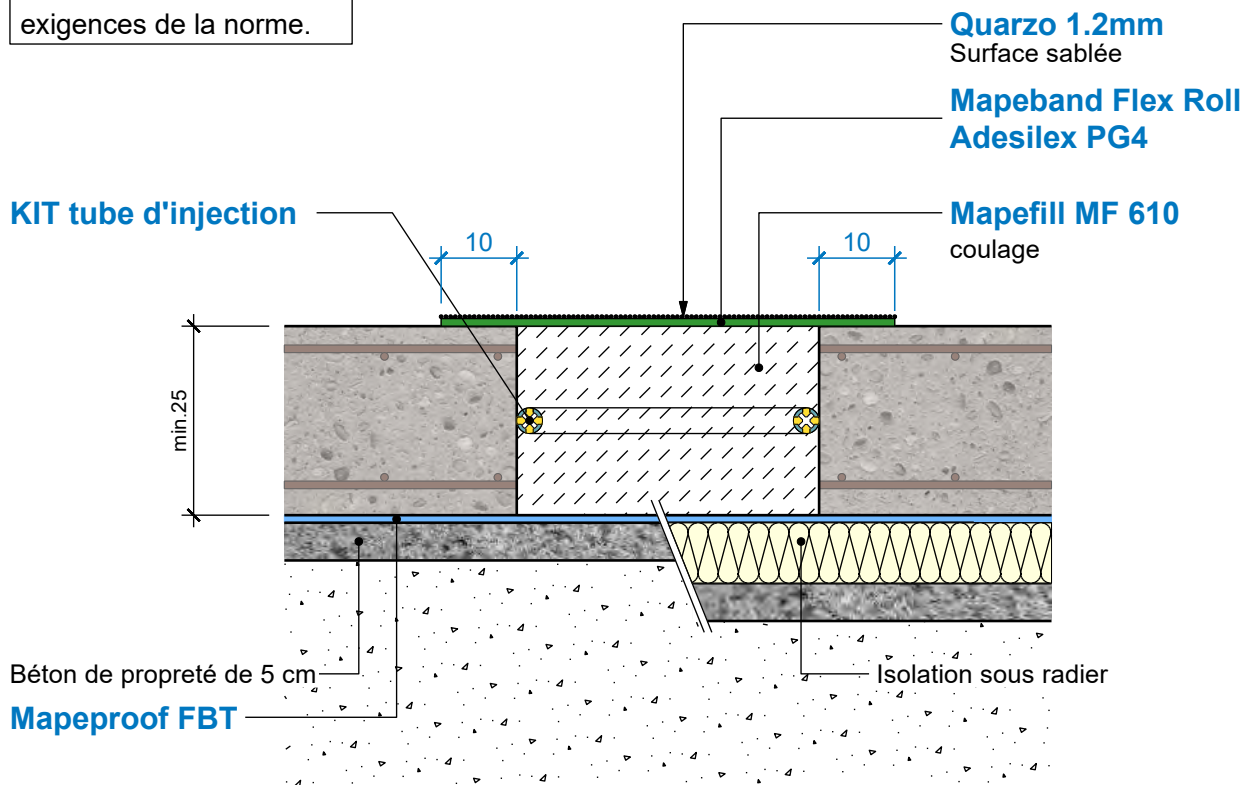 exigences de la norme.
Quarzo 1.2mm
Surface sablée
Mapeband Flex Roll
Adesilex PG4
KIT tube d'injection
Mapefill MF 610
coulage
10
10
min.25
Béton de propreté de 5 cm
Isolation sous radier
Mapeproof FBT